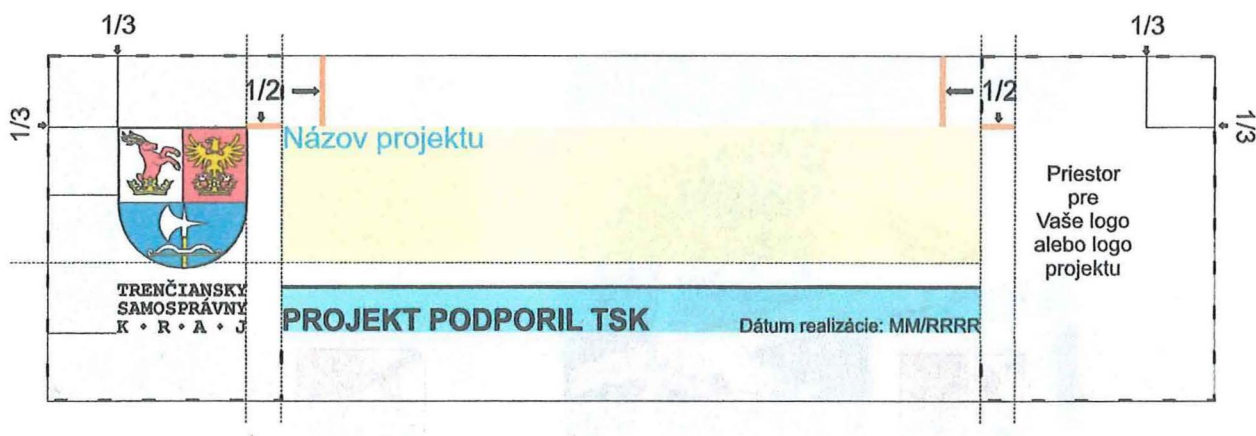 1/3
1/3
1/2
1/2
1/3
1/3
Názov projektu
Priestor
pre
Vaše logo
alebo logo
projektu
TRENČIANSKY
SAMOSPRÁVNY
K • R • A • J
PROJEKT PODPORIL TSK
Dátum realizácie: MM/RRRR